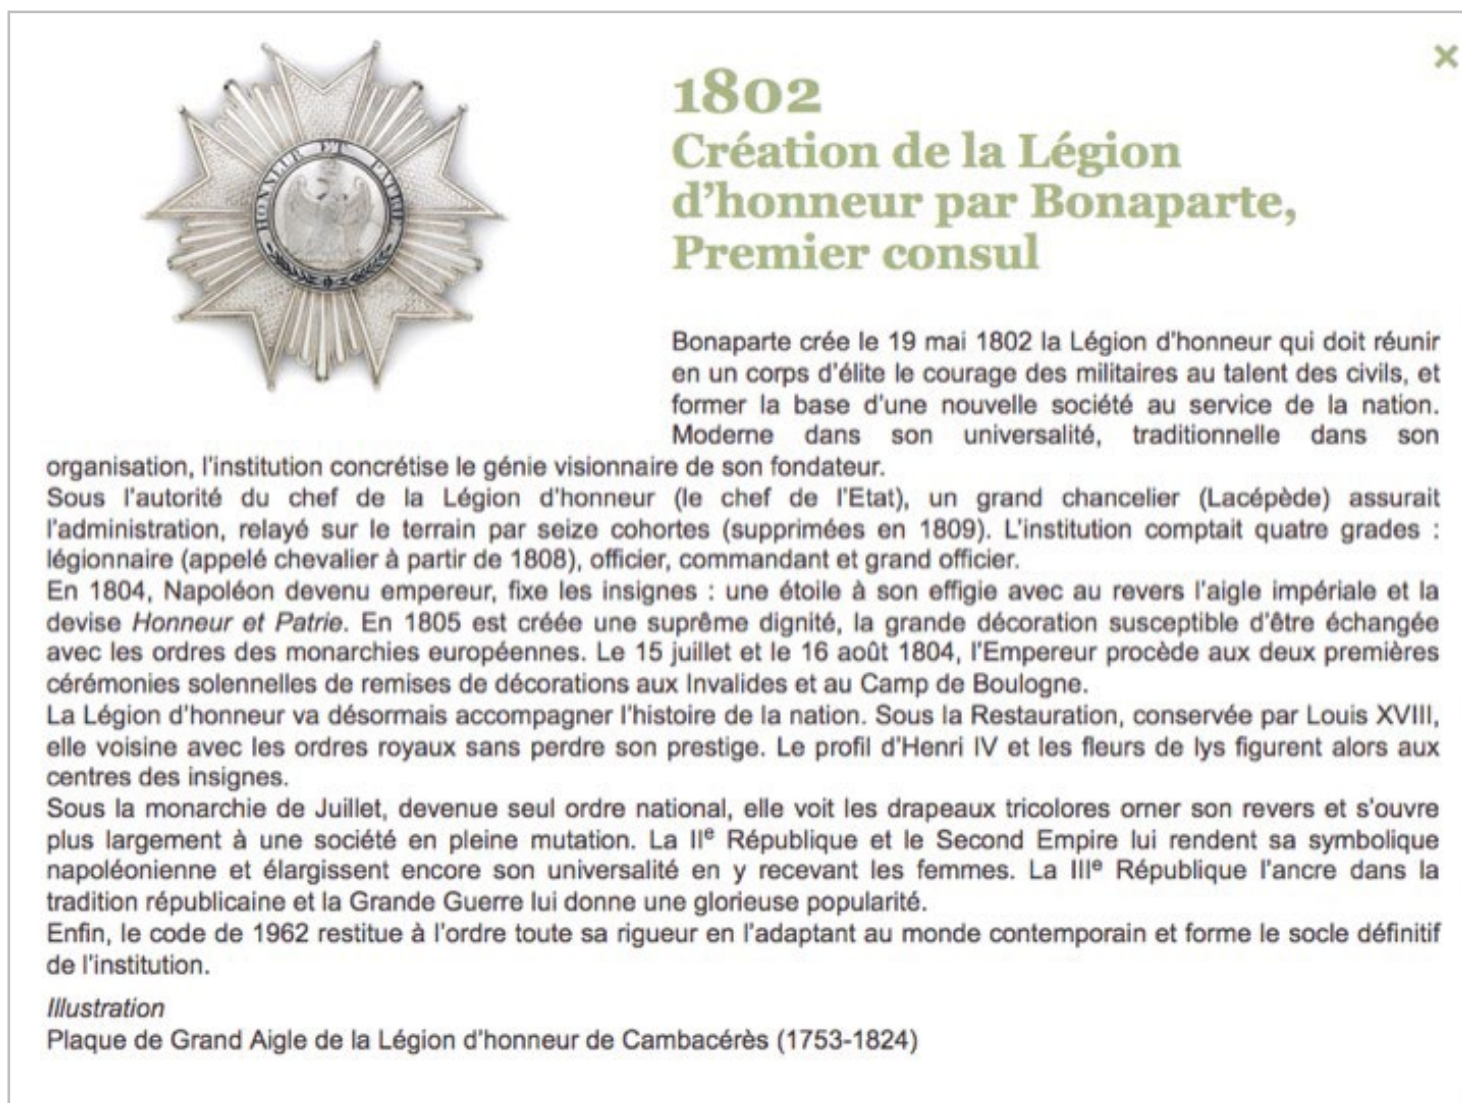 HONNEUR ET PATRIE
×
1802
Création de la Légion
d’honneur par Bonaparte,
Premier consul
Bonaparte crée le 19 mai 1802 la Légion d’honneur qui doit réunir
en un corps d’élite le courage des militaires au talent des civils, et
former la base d’une nouvelle société au service de la nation.
Moderne dans son universalité, traditionnelle dans son
organisation, l’institution concrétise le génie visionnaire de son fondateur.
Sous l’autorité du chef de la Légion d’honneur (le chef de l’Etat), un grand chancelier (Lacépède) assurait
l’administration, relayé sur le terrain par seize cohortes (supprimées en 1809). L’institution comptait quatre grades :
légionnaire (appelé chevalier à partir de 1808), officier, commandant et grand officier.
En 1804, Napoléon devenu empereur, fixe les insignes : une étoile à son effigie avec au revers l’aigle impériale et la
devise Honneur et Patrie. En 1805 est créée une suprême dignité, la grande décoration susceptible d’être échangée
avec les ordres des monarchies européennes. Le 15 juillet et le 16 août 1804, l’Empereur procède aux deux premières
cérémonies solennelles de remises de décorations aux Invalides et au Camp de Boulogne.
La Légion d’honneur va désormais accompagner l’histoire de la nation. Sous la Restauration, conservée par Louis XVIII,
elle voisine avec les ordres royaux sans perdre son prestige. Le profil d’Henri IV et les fleurs de lys figurent alors aux
centres des insignes.
Sous la monarchie de Juillet, devenue seul ordre national, elle voit les drapeaux tricolores orner son revers et s’ouvre
plus largement à une société en pleine mutation. La IIe République et le Second Empire lui rendent sa symbolique
napoléonienne et élargissent encore son universalité en y recevant les femmes. La IIIe République l’ancre dans la
tradition républicaine et la Grande Guerre lui donne une glorieuse popularité.
Enfin, le code de 1962 restitue à l’ordre toute sa rigueur en l’adaptant au monde contemporain et forme le socle définitif
de l’institution.
Illustration
Plaque de Grand Aigle de la Légion d’honneur de Cambacérès (1753-1824)